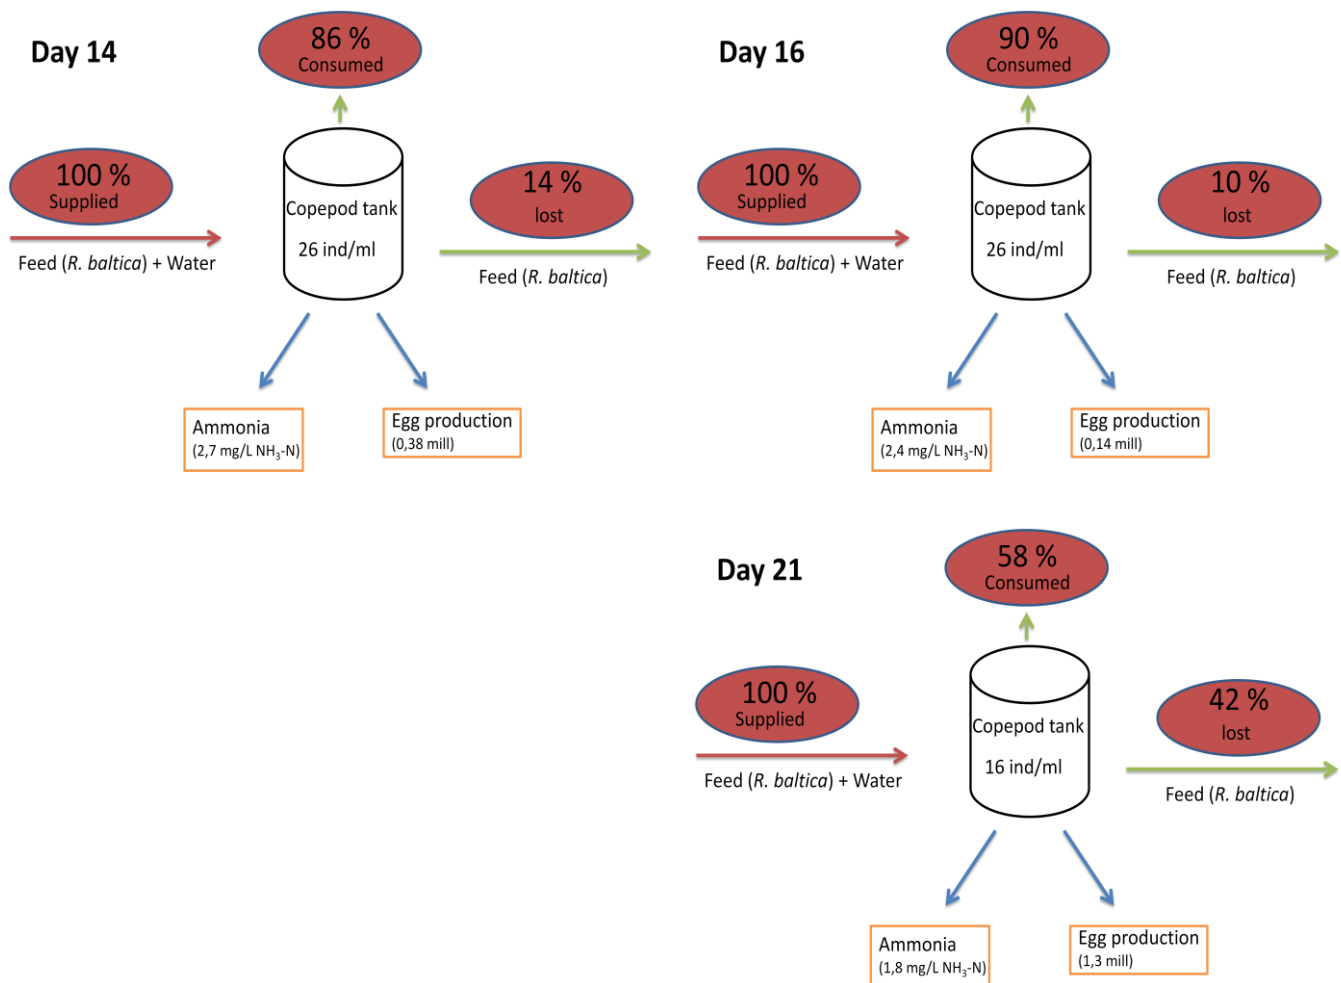 Day 14
86 %
Consumed
100 %
Supplied
Feed (R. baltica) + Water
Copepod tank
26 ind/ml
14 %
lost
Feed (R. baltica)
Ammonia
(2,7 mg/L NH₃-N)
Egg production
(0,38 mill)
Day 16
90 %
Consumed
100 %
Supplied
Feed (R. baltica) + Water
Copepod tank
26 ind/ml
10 %
lost
Feed (R. baltica)
Ammonia
(2,4 mg/L NH₃-N)
Egg production
(0,14 mill)
Day 21
58 %
Consumed
100 %
Supplied
Feed (R. baltica) + Water
Copepod tank
16 ind/ml
42 %
lost
Feed (R. baltica)
Ammonia
(1,8 mg/L NH₃-N)
Egg production
(1,3 mill)